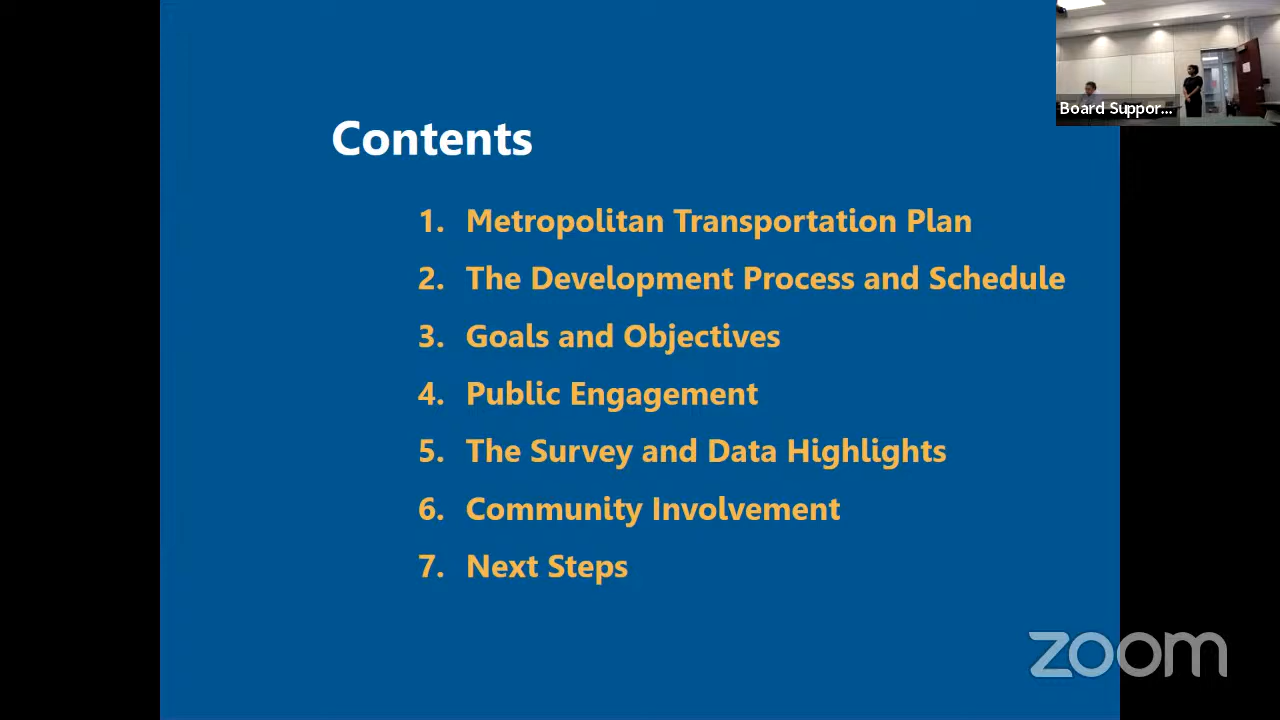 Board Suppor...
Contents
1. Metropolitan Transportation Plan
2. The Development Process and Schedule
3. Goals and Objectives
4. Public Engagement
5. The Survey and Data Highlights
6. Community Involvement
7. Next Steps
zoom